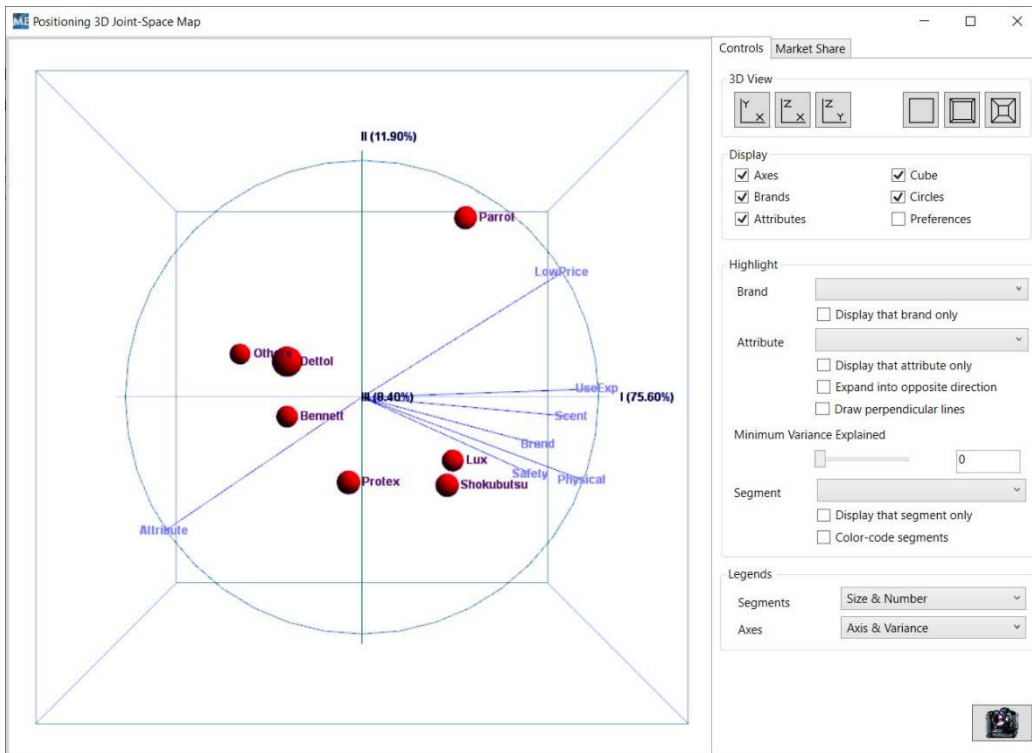 ME Positioning 3D Joint-Space Map
II (11.90%)
Parrol
LowPrice
Others
Dettol
UseExp
III (8.40%)
I (75.60%)
Bennett
Scent
Brand
Lux
Safety
Physical
Protex
Shokubutsu
Attribute
Controls
Market Share
3D View
Y X
Z X
Z Y
Display
Axes
Cube
Brands
Circles
Attributes
Preferences
Highlight
Brand
Display that brand only
Attribute
Display that attribute only
Expand into opposite direction
Draw perpendicular lines
Minimum Variance Explained
0
Segment
Display that segment only
Color-code segments
Legends
Segments
Size & Number
Axes
Axis & Variance